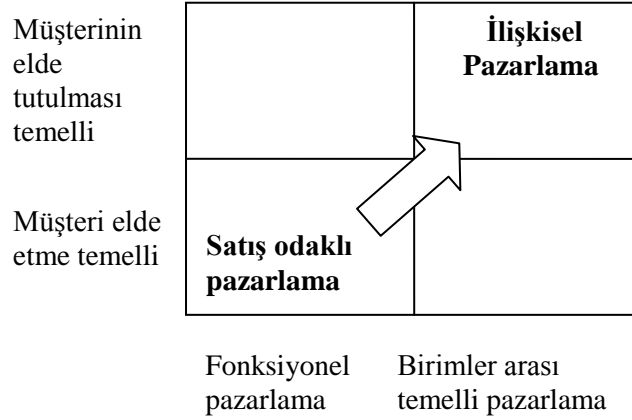 Müşterinin
elde
tutulması
temelli
İlişkisel
Pazarlama
Müşteri elde
etme temelli
Satış odaklı
pazarlama
Fonksiyonel
pazarlama
Birimler arası
temelli pazarlama